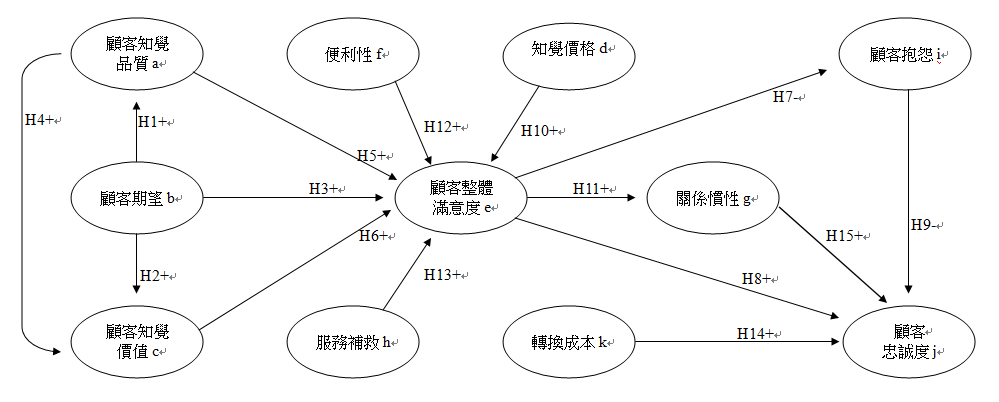 顧客知覺
品質 a
便利性 f
知覺價格 d
顧客抱怨 i
H4+
H1+
H12+
H10+
H7-
H5+
顧客期望 b
H3+
顧客整體
滿意度 e
H11+
關係慣性 g
H9-
H6+
H15+
H2+
H13+
H8+
顧客知覺
價值 c
服務補救 h
轉換成本 k
H14+
顧客
忠誠度 j